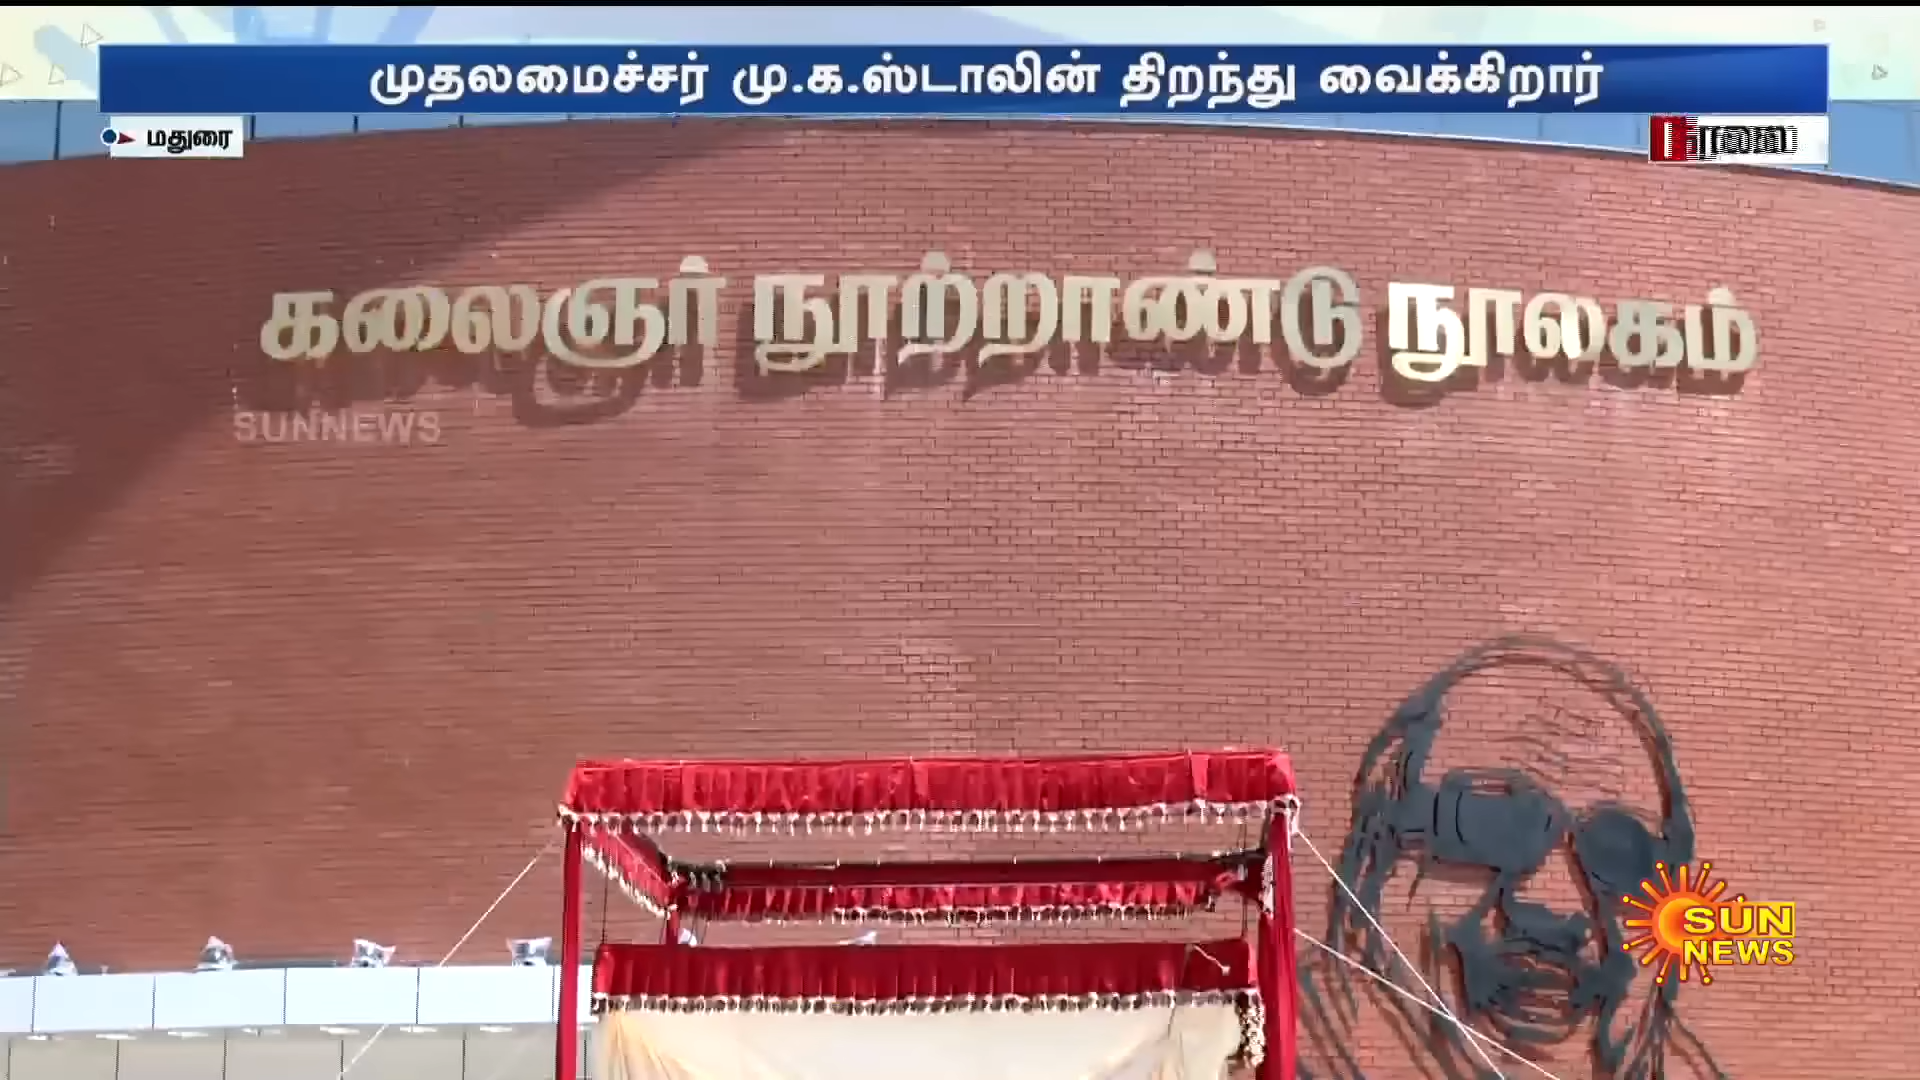 முதலமைச்சர் மு.க.ஸ்டாலின் திறந்து வைக்கிறார்
மதுரை
கலைஞர் நூற்றாண்டு நூலகம்
SUNNEWS
SUN
NEWS